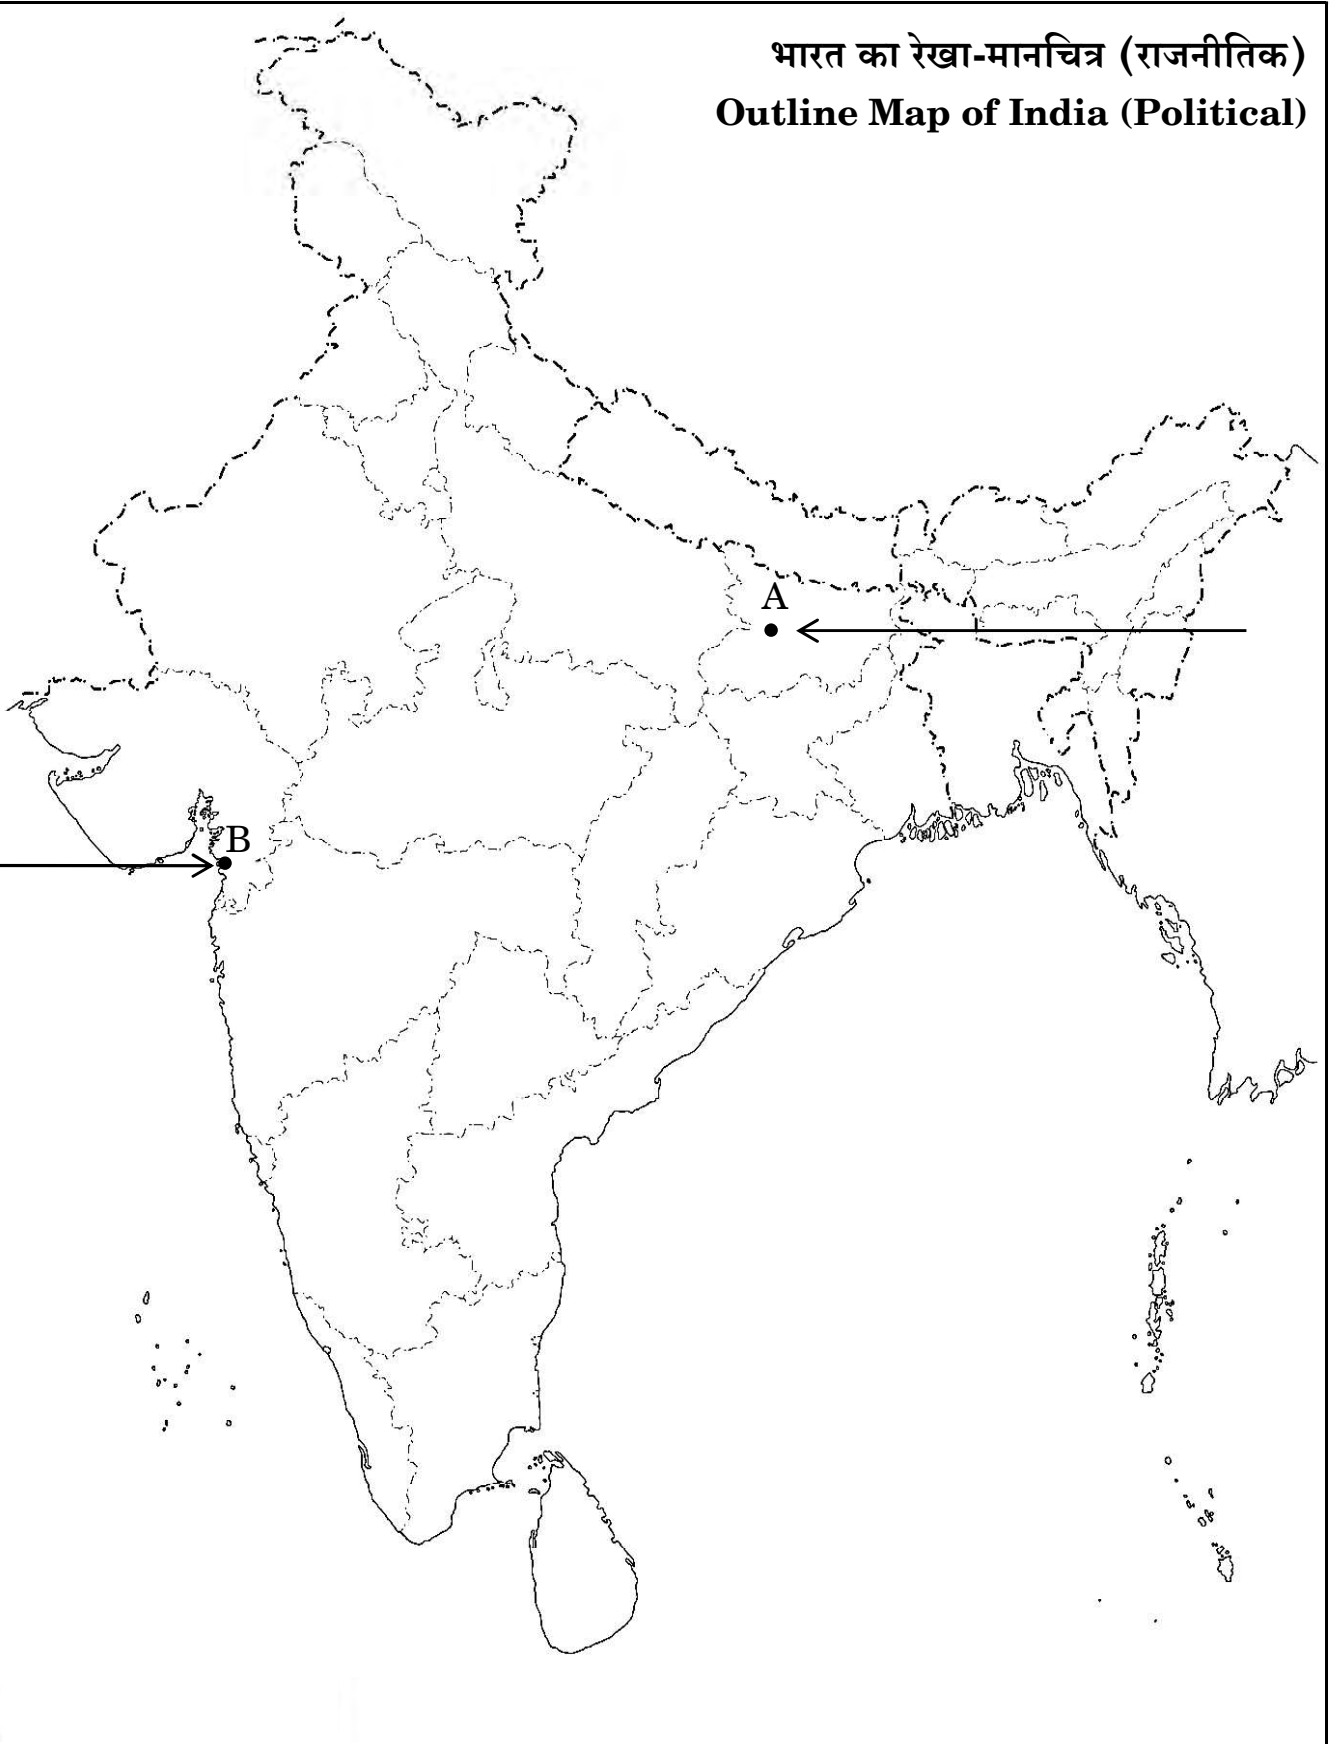 भारत का रेखा-मानचित्र (राजनीतिक)
Outline Map of India (Political)
A
B